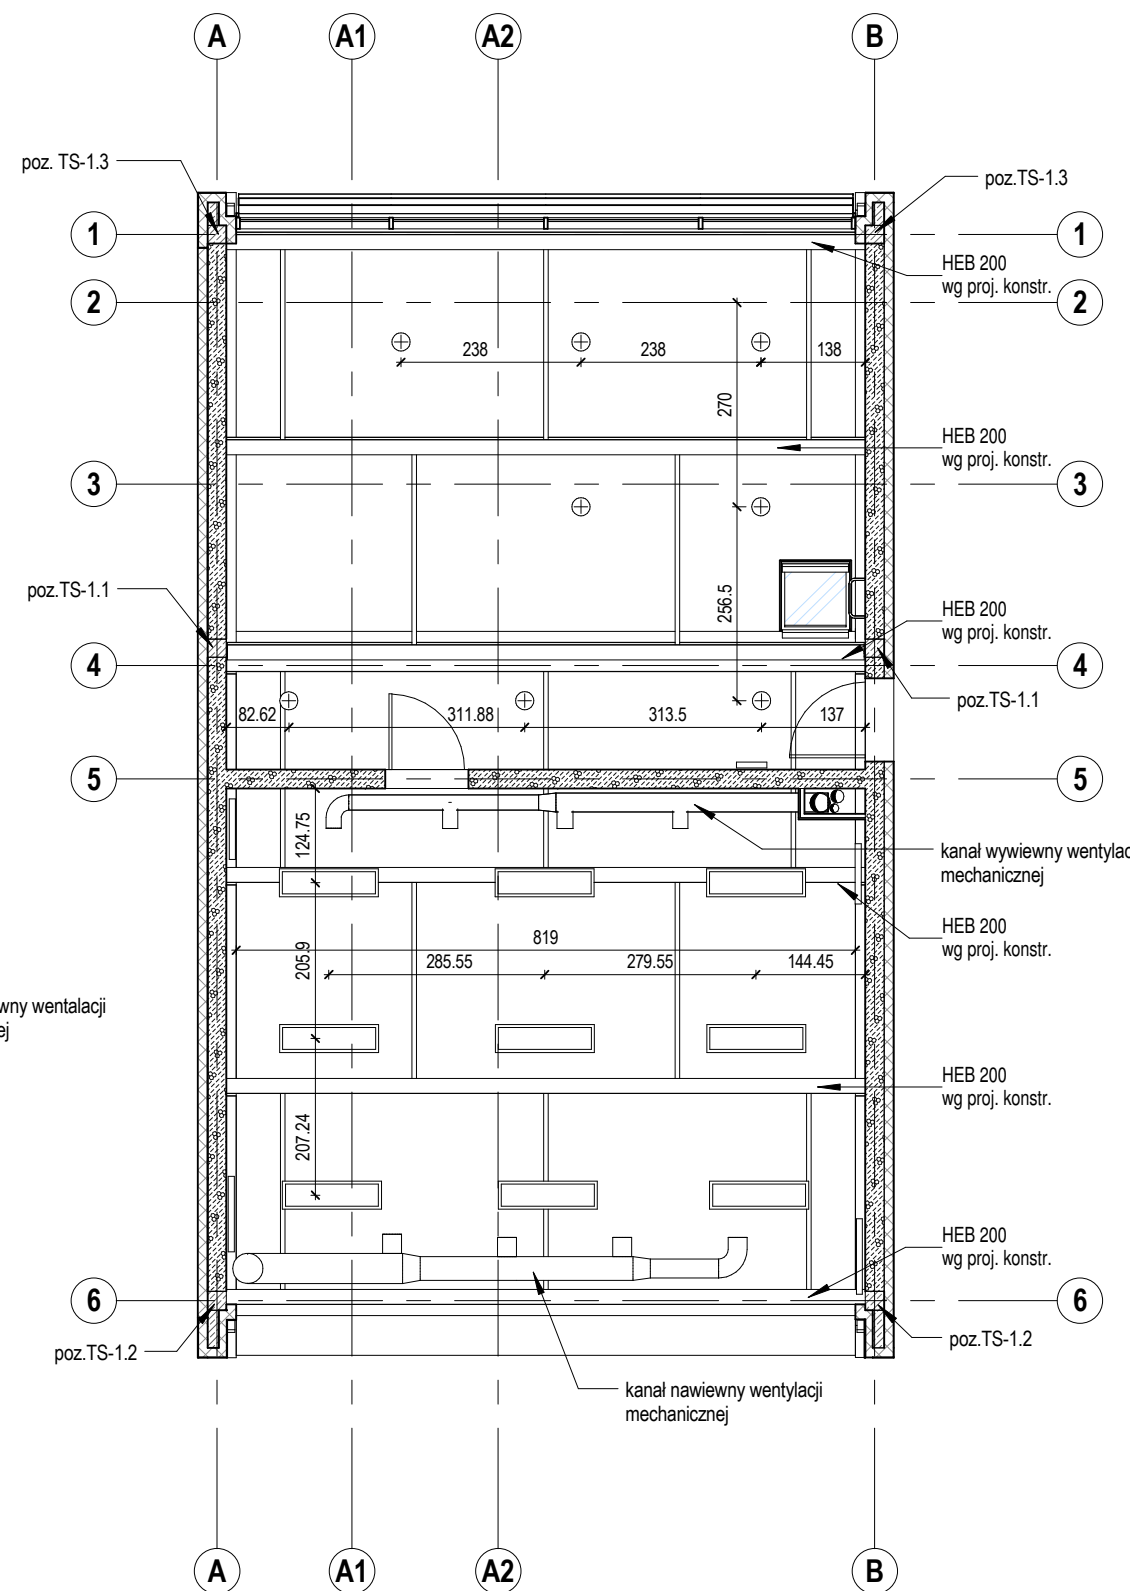 A
A1
A2
B
poz. TS-1.3
poz.TS-1.3
1
1
HEB 200
wg proj. konstr.
2
2
238
238
138
270
HEB 200
wg proj. konstr.
3
3
poz.TS-1.1
256.5
HEB 200
wg proj. konstr.
4
4
poz.TS-1.1
82.62
311.88
313.5
137
5
5
124.75
kanał wywiewny wentylac
mechanicznej
HEB 200
wg proj. konstr.
819
205.9
285.55
279.55
144.45
wny wentalacji
ej
HEB 200
wg proj. konstr.
207.24
HEB 200
wg proj. konstr.
6
6
poz.TS-1.2
poz.TS-1.2
kanał nawiewny wentylacji
mechanicznej
A
A1
A2
B